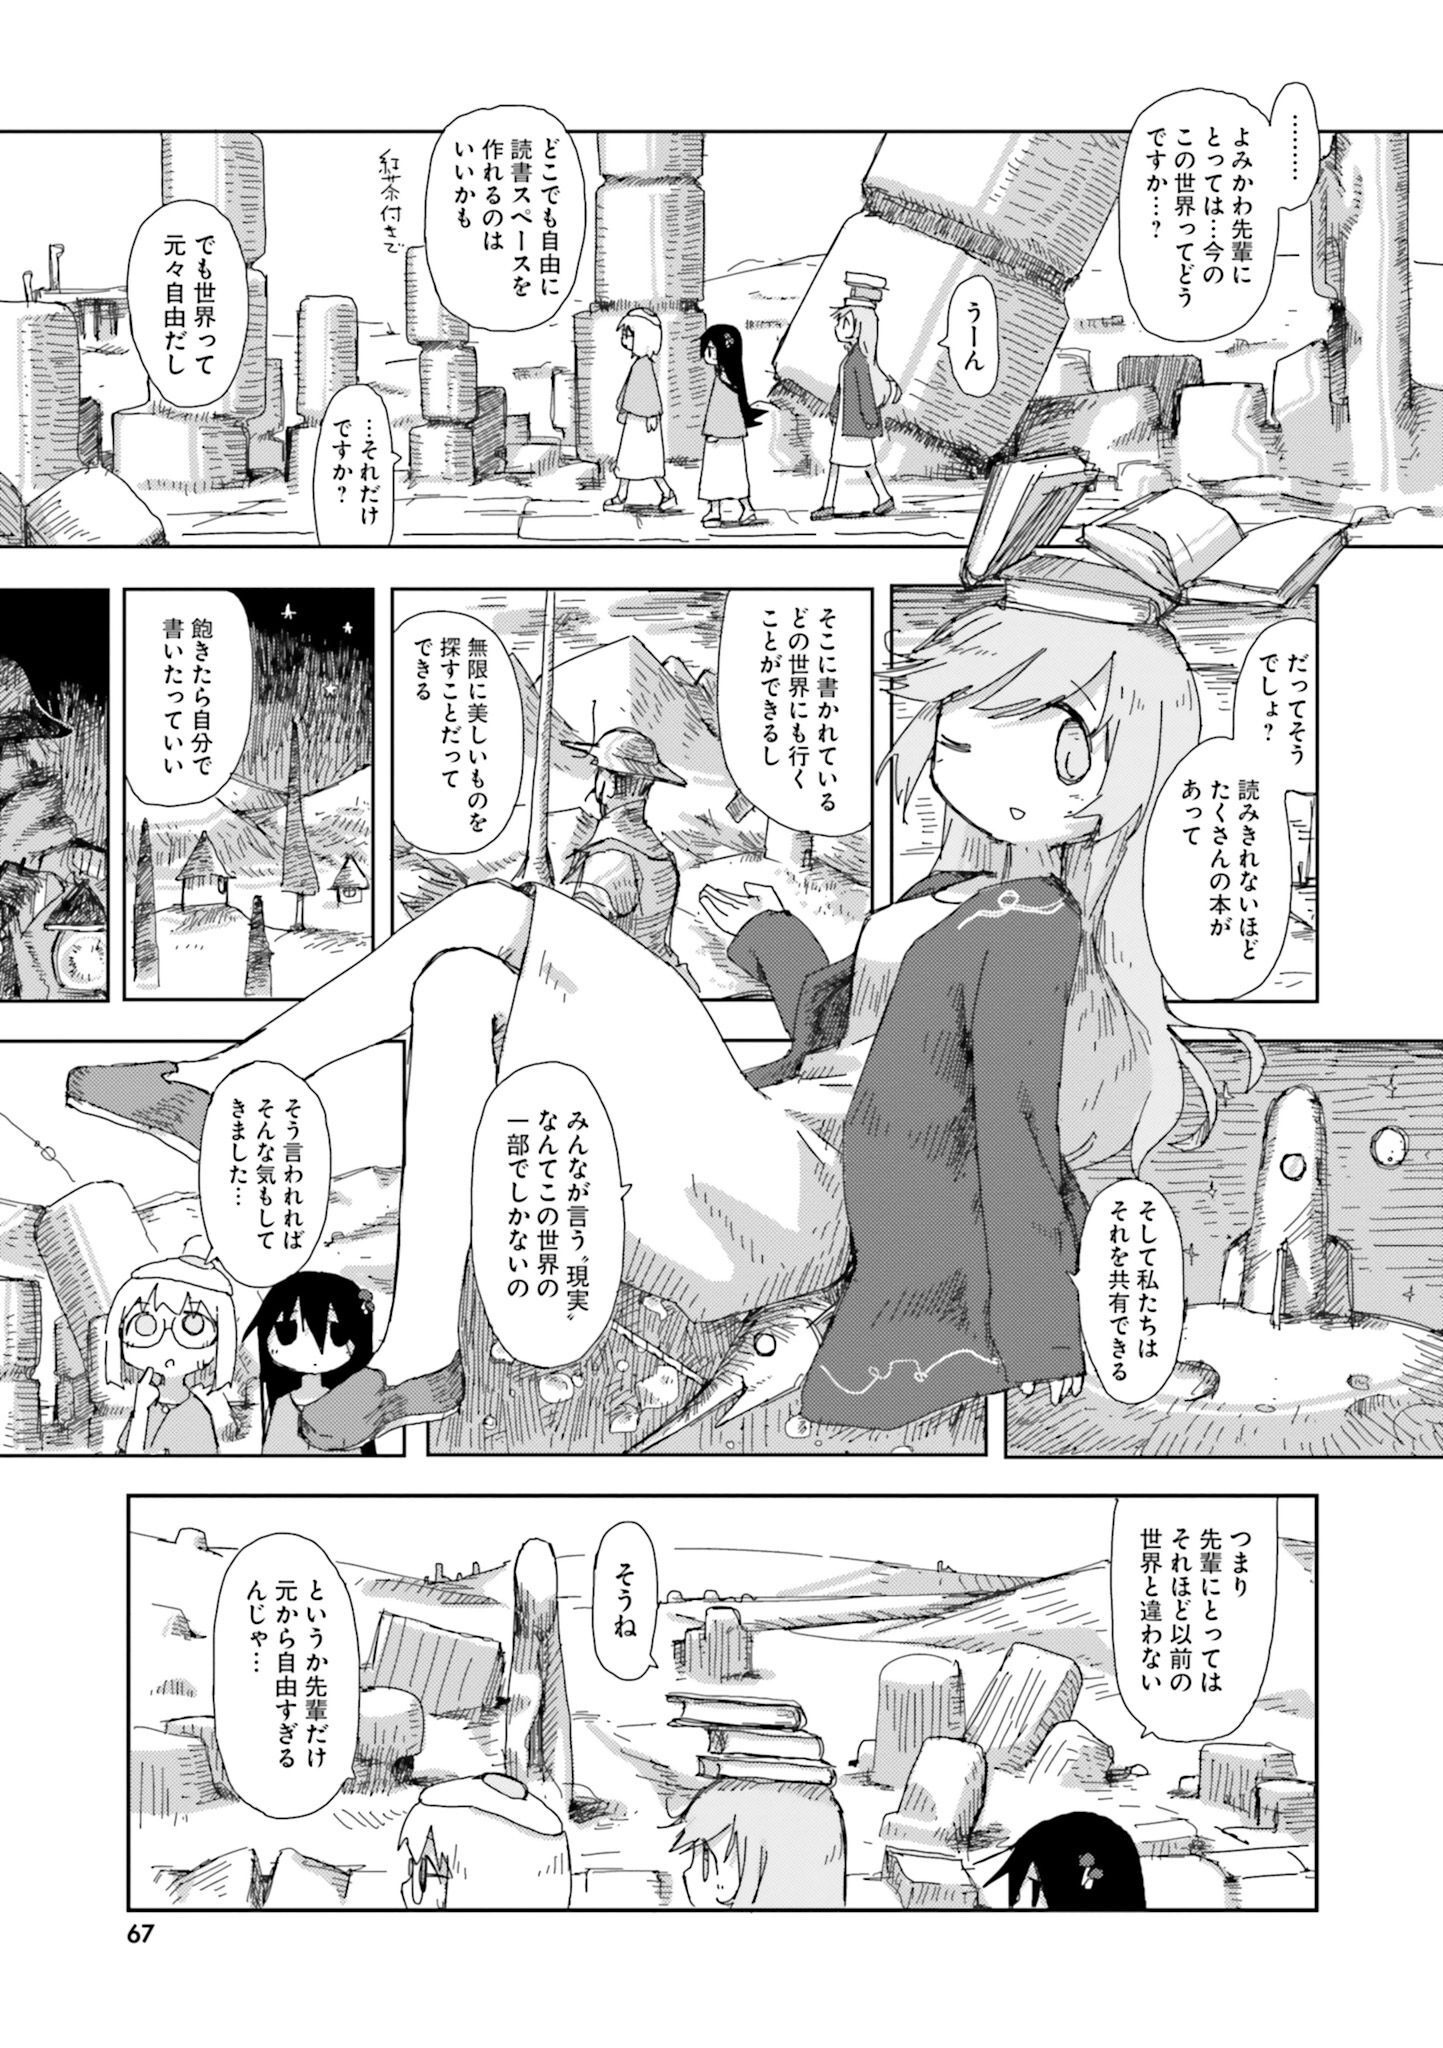 ………
よみかわ先輩に
とっては…今の
この世界ってどう
ですか…?
うーん
どこでも自由に
読書スペースを
作れるのは
いいかも
紅茶付きで
…それだけ
ですか?
でも世界って
元々自由だし
だってそう
でしょ?
読みきれないほど
たくさんの本が
あって
そこに書かれている
どの世界にも行く
ことができるし
無限に美しいものを
探すことだって
できる
飽きたら自分で
書いたっていい
そして私たちは
それを共有できる
みんなが言う〝現実〟
なんてこの世界の
一部でしかないの
そう言われれば
そんな気もして
きました…
つまり
先輩にとっては
それほど以前の
世界と違わない
そうね
というか先輩だけ
元から自由すぎる
んじゃ…
67